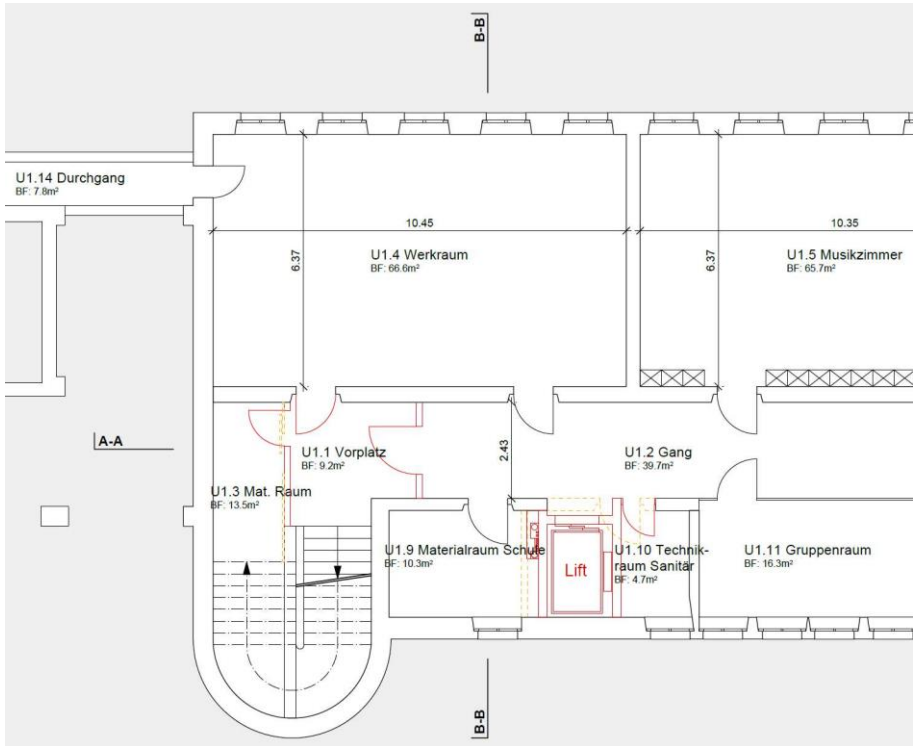 B-B
U1.14 Durchgang
BF: 7.8m²
10.45
10.35
6.37
6.37
U1.4 Werkraum
BF: 66.6m²
U1.5 Musikzimmer
BF: 65.7m²
A-A
U1.1 Vorplatz
BF: 9.2m²
2.43
U1.2 Gang
BF: 39.7m²
U1.3 Mat. Raum
BF: 13.5m²
U1.9 Materialraum Schule
BF: 10.3m²
Lift
U1.10 Technik-
raum Sanitär
BF: 4.7m²
U1.11 Gruppenraum
BF: 16.3m²
B-B